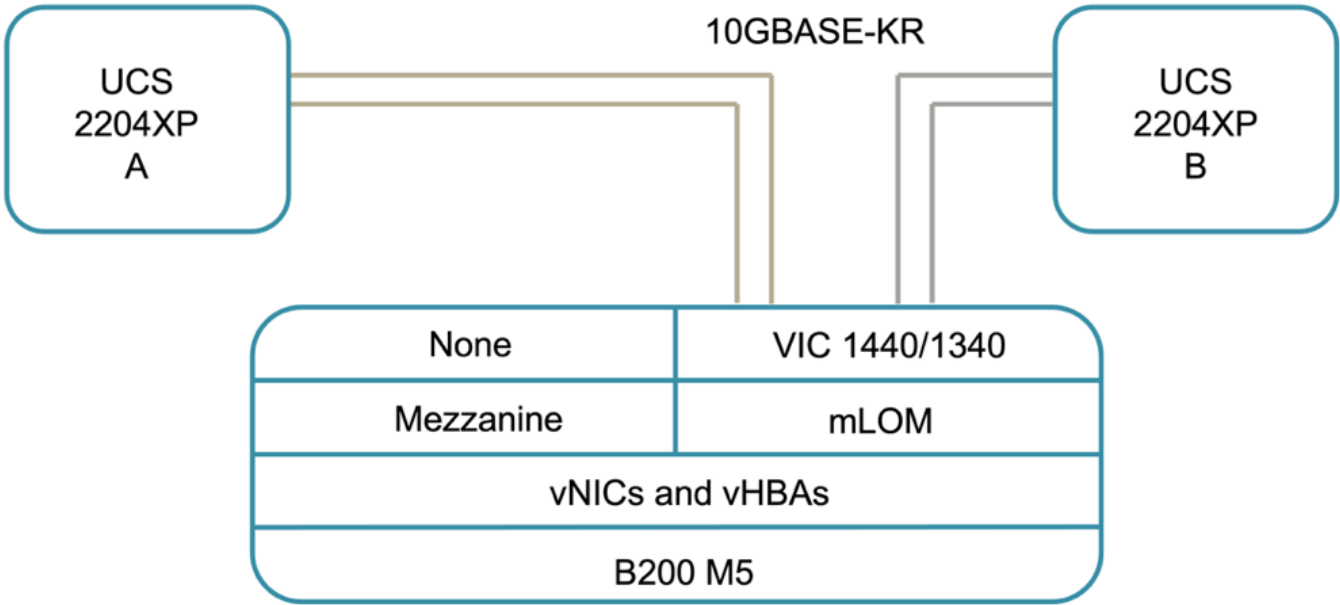 10GBASE-KR
UCS
2204XP
A
UCS
2204XP
B
None
VIC 1440/1340
Mezzanine
mLOM
vNICs and vHBAs
B200 M5